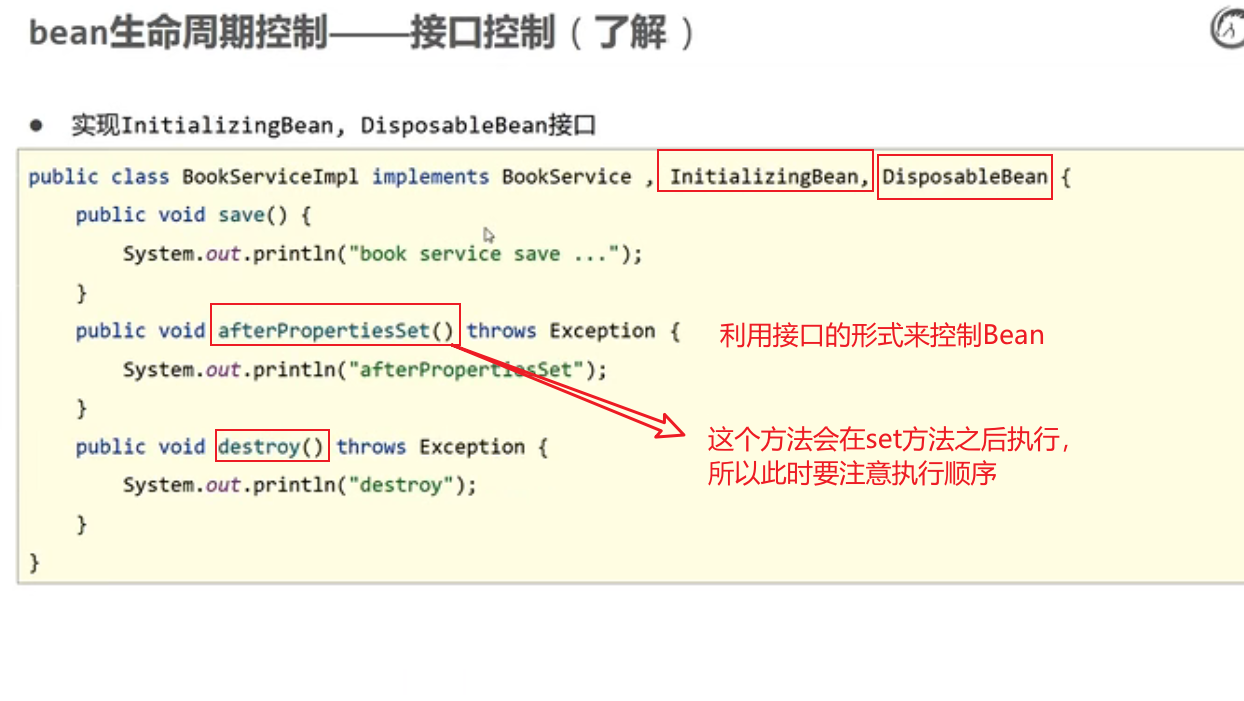 bean生命周期控制——接口控制（了解）
● 实现InitializingBean, DisposableBean接口
public class BookServiceImpl implements BookService , InitializingBean, DisposableBean {
public void save() {
System.out.println("book service save ...");
}
public void afterPropertiesSet() throws Exception {
利用接口的形式来控制Bean
System.out.println("afterPropertiesSet");
}
这个方法会在set方法之后执行，
public void destroy() throws Exception {
所以此时要注意执行顺序
System.out.println("destroy");
}
}